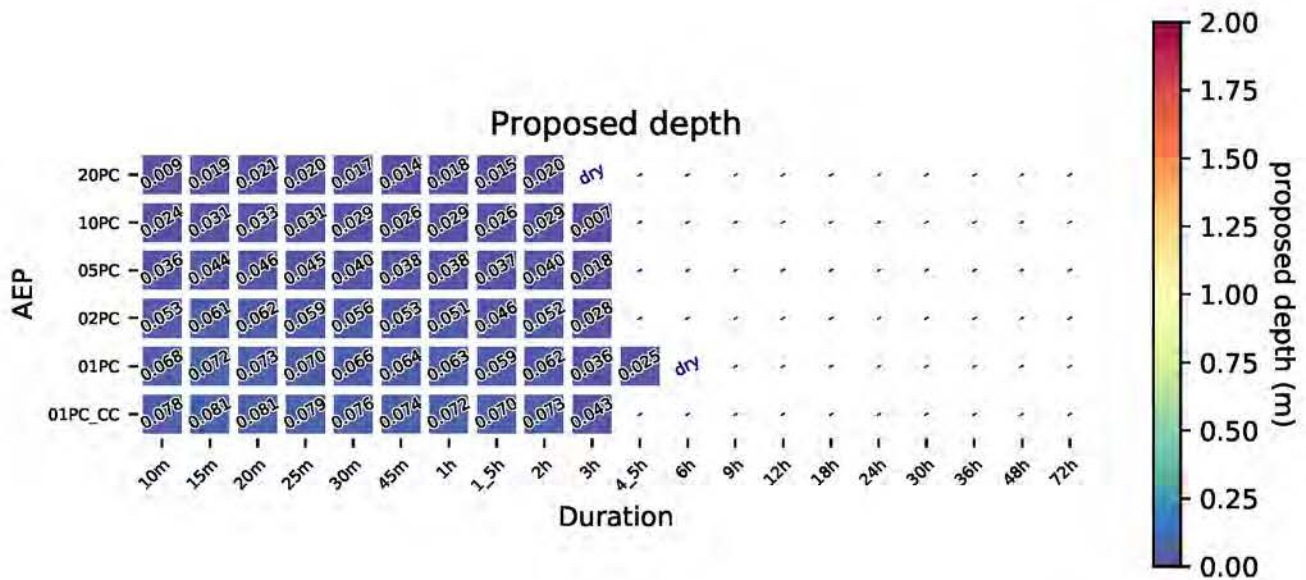 Proposed depth
20PC 0.009 0.019 0.021 0.020 0.017 0.014 0.018 0.015 0.020 dry - - - - - - - - - -
10PC 0.024 0.031 0.033 0.031 0.029 0.026 0.029 0.026 0.029 0.007 - - - - - - - - - -
05PC 0.036 0.044 0.046 0.045 0.040 0.038 0.038 0.037 0.040 0.018 - - - - - - - - - -
02PC 0.053 0.061 0.062 0.059 0.056 0.053 0.051 0.046 0.052 0.028 - - - - - - - - - -
01PC 0.068 0.072 0.073 0.070 0.066 0.064 0.063 0.059 0.062 0.036 0.025 dry - - - - - - - -
01PC_CC 0.078 0.081 0.081 0.079 0.076 0.074 0.072 0.070 0.073 0.043 - - - - - - - - - -
10m 15m 20m 25m 30m 45m 1h 1_5h 2h 3h 4_5h 6h 9h 12h 18h 24h 30h 36h 48h 72h
Duration
AEP
2.00
1.75
1.50
1.25
1.00
0.75
0.50
0.25
0.00
proposed depth (m)